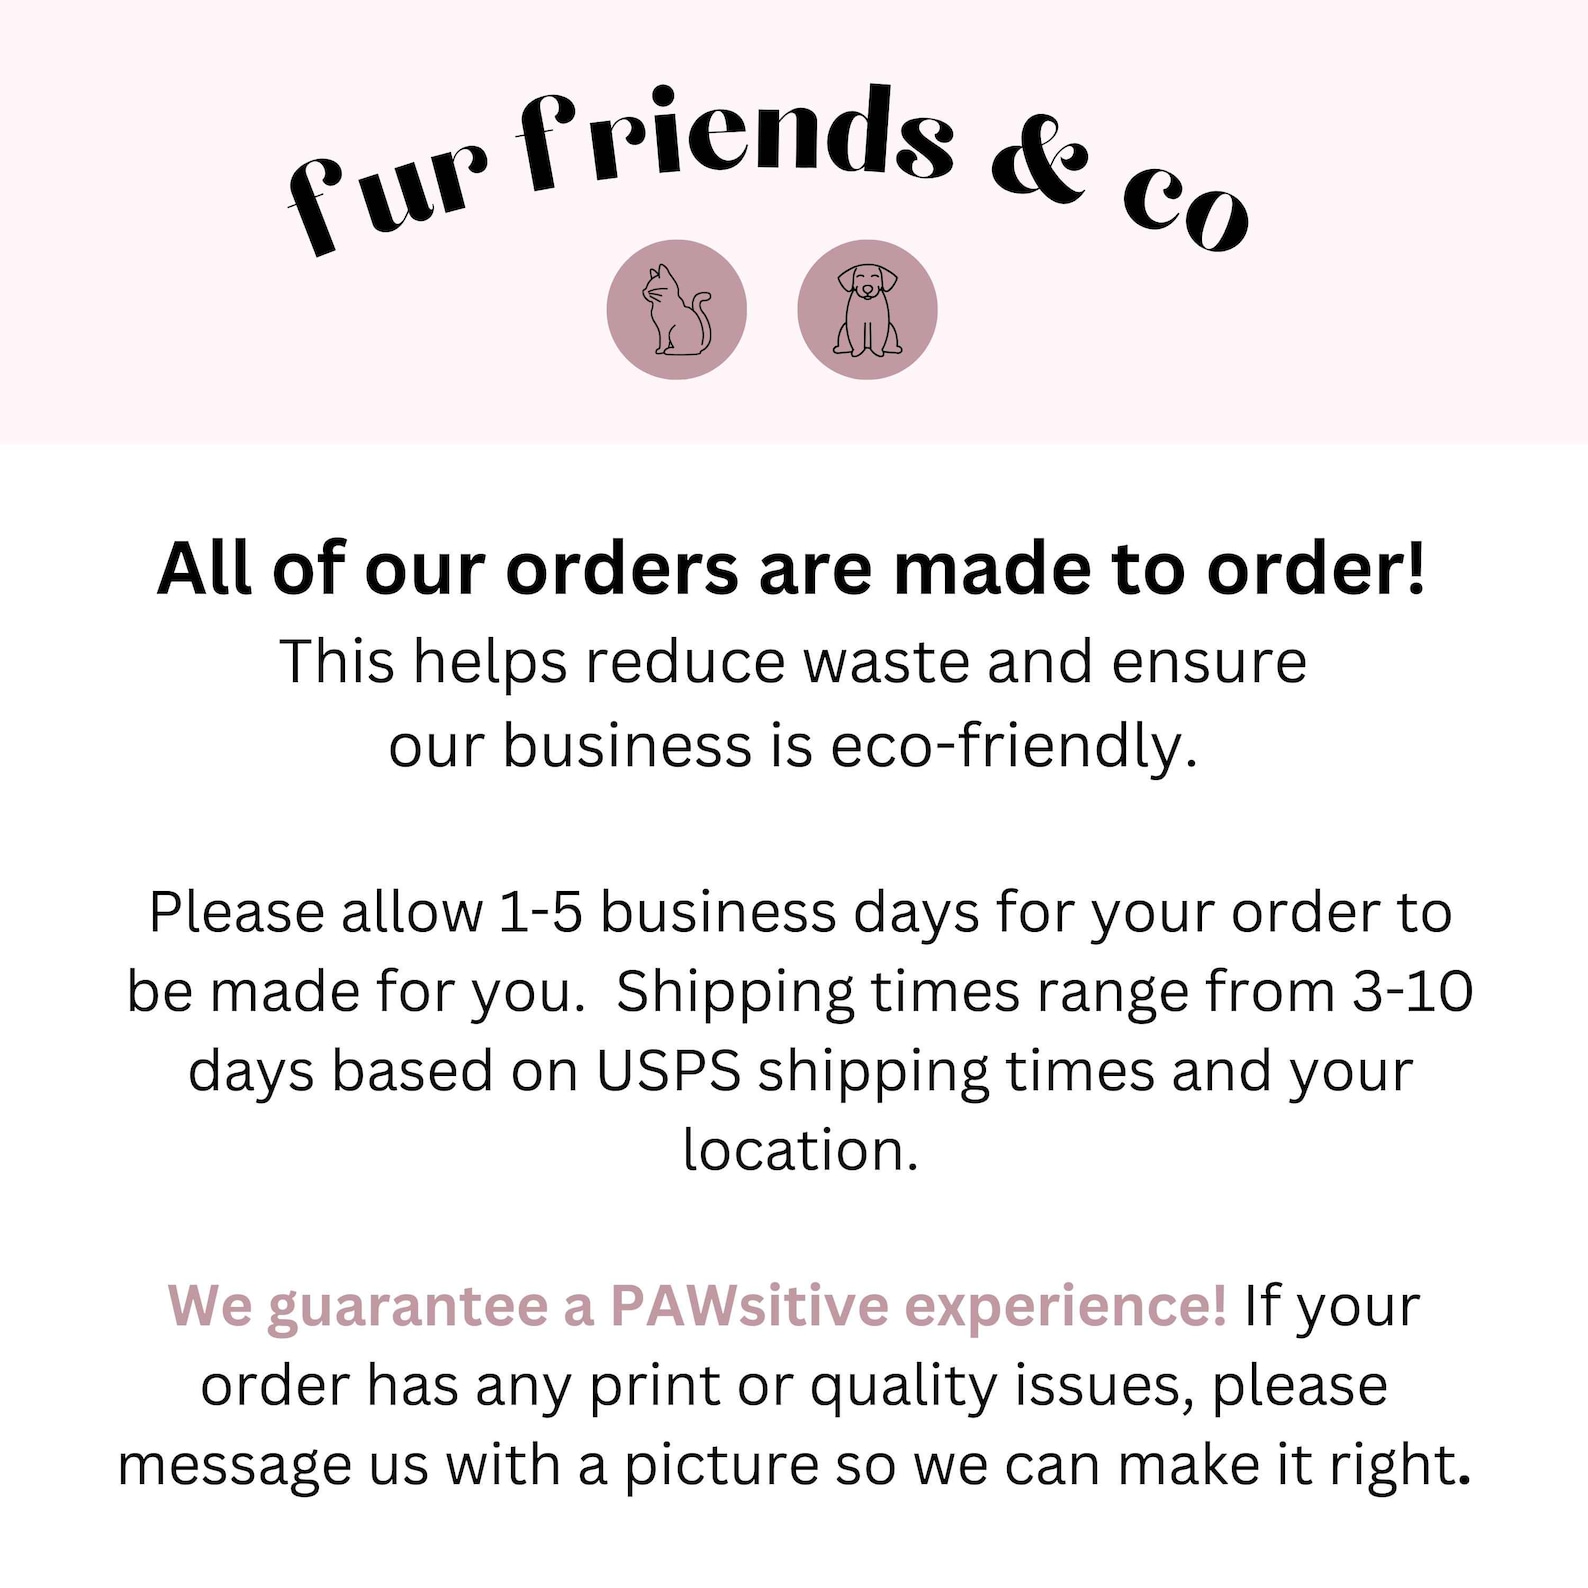 fur friends & co
All of our orders are made to order!
This helps reduce waste and ensure
our business is eco-friendly.
Please allow 1-5 business days for your order to
be made for you.  Shipping times range from 3-10
days based on USPS shipping times and your
location.
We guarantee a PAWsitive experience! If your
order has any print or quality issues, please
message us with a picture so we can make it right.